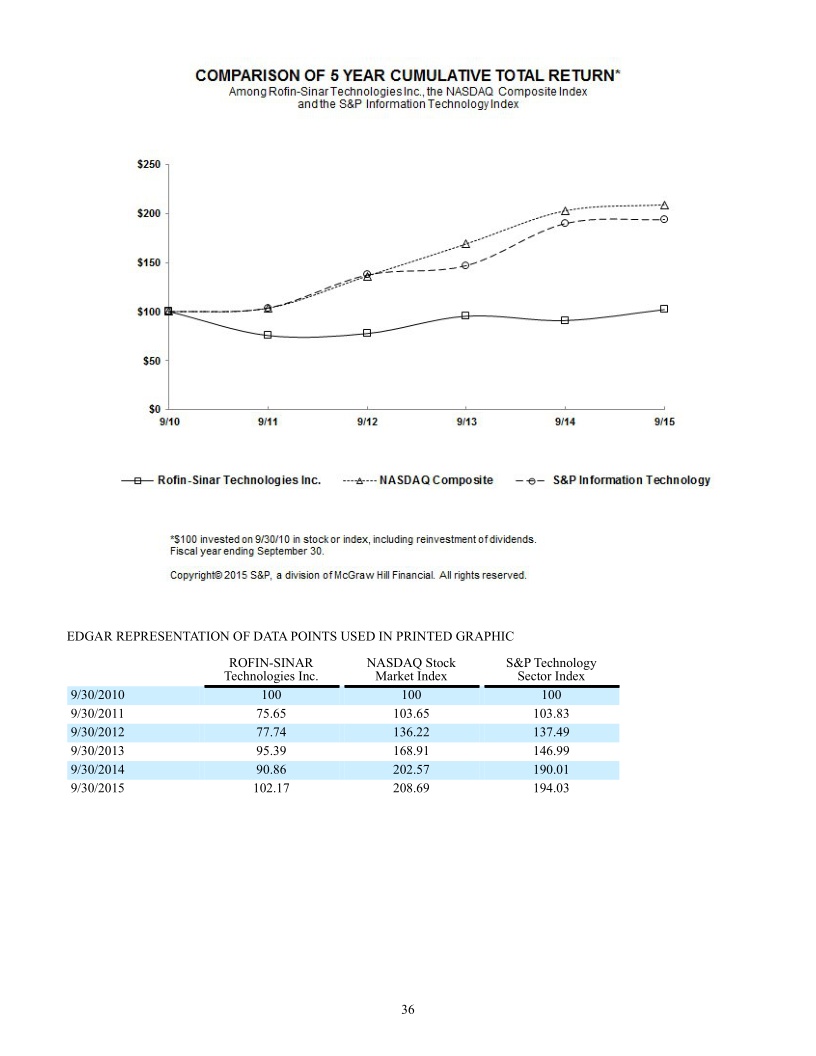 COMPARISON OF 5 YEAR CUMULATIVE TOTAL RETURN*
Among Rofin-Sinar Technologies Inc., the NASDAQ Composite Index
and the S&P Information Technology Index
$250
$200
$150
$100
$50
$0
9/10 9/11 9/12 9/13 9/14 9/15
Rofin-Sinar Technologies Inc. NASDAQ Composite S&P Information Technology
*$100 invested on 9/30/10 in stock or index, including reinvestment of dividends.
Fiscal year ending September 30.
Copyright© 2015 S&P, a division of McGraw Hill Financial. All rights reserved.
EDGAR REPRESENTATION OF DATA POINTS USED IN PRINTED GRAPHIC
ROFIN-SINAR NASDAQ Stock S&P Technology
Technologies Inc. Market Index Sector Index
9/30/2010 100 100 100
9/30/2011 75.65 103.65 103.83
9/30/2012 77.74 136.22 137.49
9/30/2013 95.39 168.91 146.99
9/30/2014 90.86 202.57 190.01
9/30/2015 102.17 208.69 194.03
36